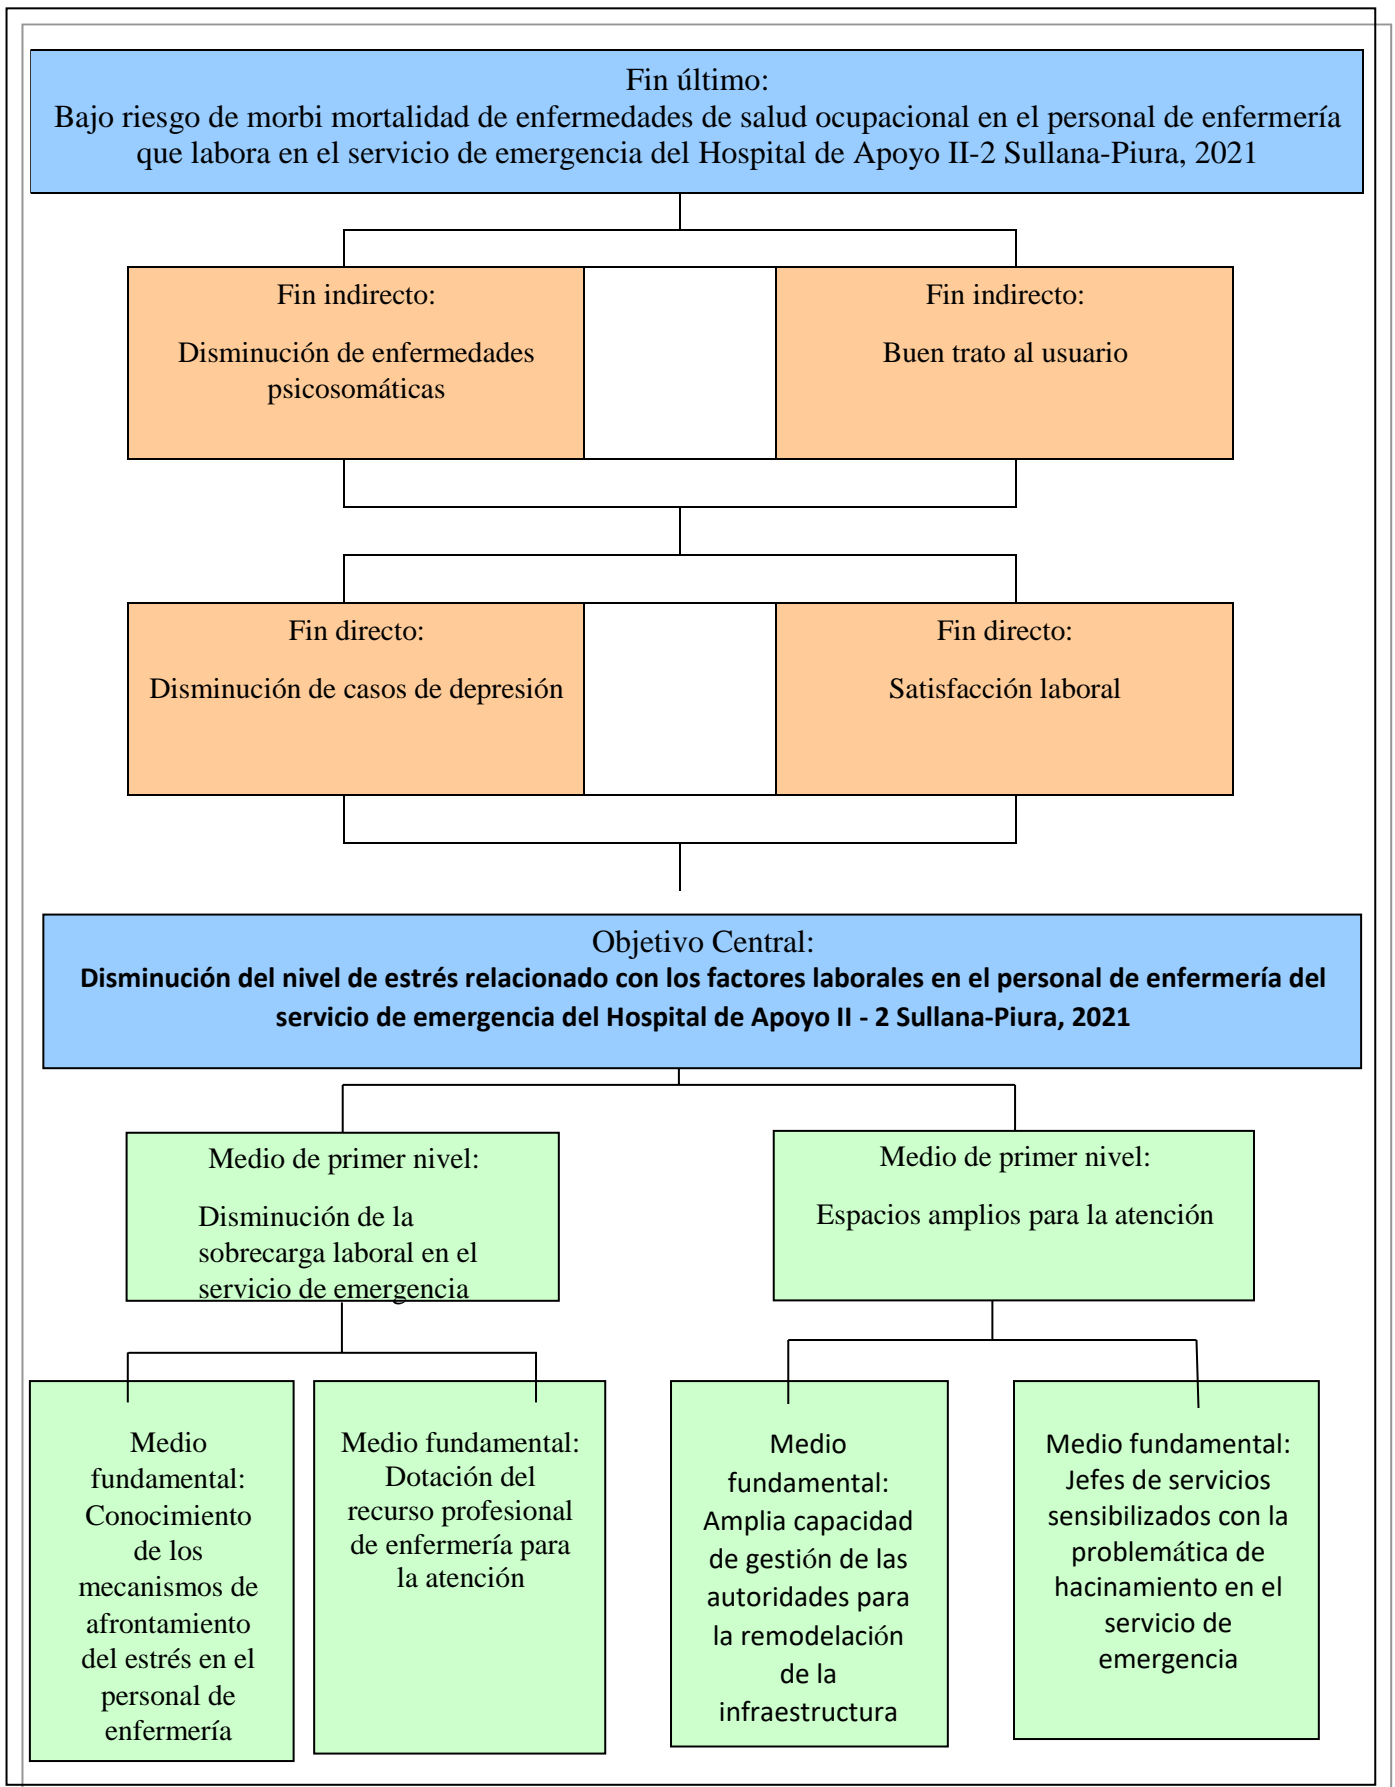 Fin último:
Bajo riesgo de morbi mortalidad de enfermedades de salud ocupacional en el personal de enfermería
que labora en el servicio de emergencia del Hospital de Apoyo II-2 Sullana-Piura, 2021
Fin indirecto:
Disminución de enfermedades
psicosomáticas
Fin indirecto:
Buen trato al usuario
Fin directo:
Disminución de casos de depresión
Fin directo:
Satisfacción laboral
Objetivo Central:
Disminución del nivel de estrés relacionado con los factores laborales en el personal de enfermería del
servicio de emergencia del Hospital de Apoyo II - 2 Sullana-Piura, 2021
Medio de primer nivel:
Disminución de la
sobrecarga laboral en el
servicio de emergencia
Medio de primer nivel:
Espacios amplios para la atención
Medio
fundamental:
Conocimiento
de los
mecanismos de
afrontamiento
del estrés en el
personal de
enfermería
Medio fundamental:
Dotación del
recurso profesional
de enfermería para
la atención
Medio
fundamental:
Amplia capacidad
de gestión de las
autoridades para
la remodelación
de la
infraestructura
Medio fundamental:
Jefes de servicios
sensibilizados con la
problemática de
hacinamiento en el
servicio de
emergencia